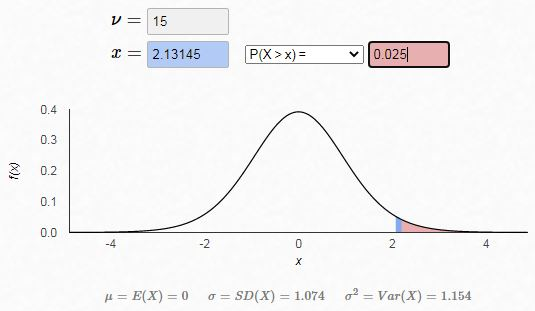 ν = 15
x = 2.13145 P(X > x) = 0.025
0.4
0.3
0.2
0.1
0.0
f(x)
-4 -2 0 2 4
x
μ = E(X) = 0 σ = SD(X) = 1.074 σ² = Var(X) = 1.154